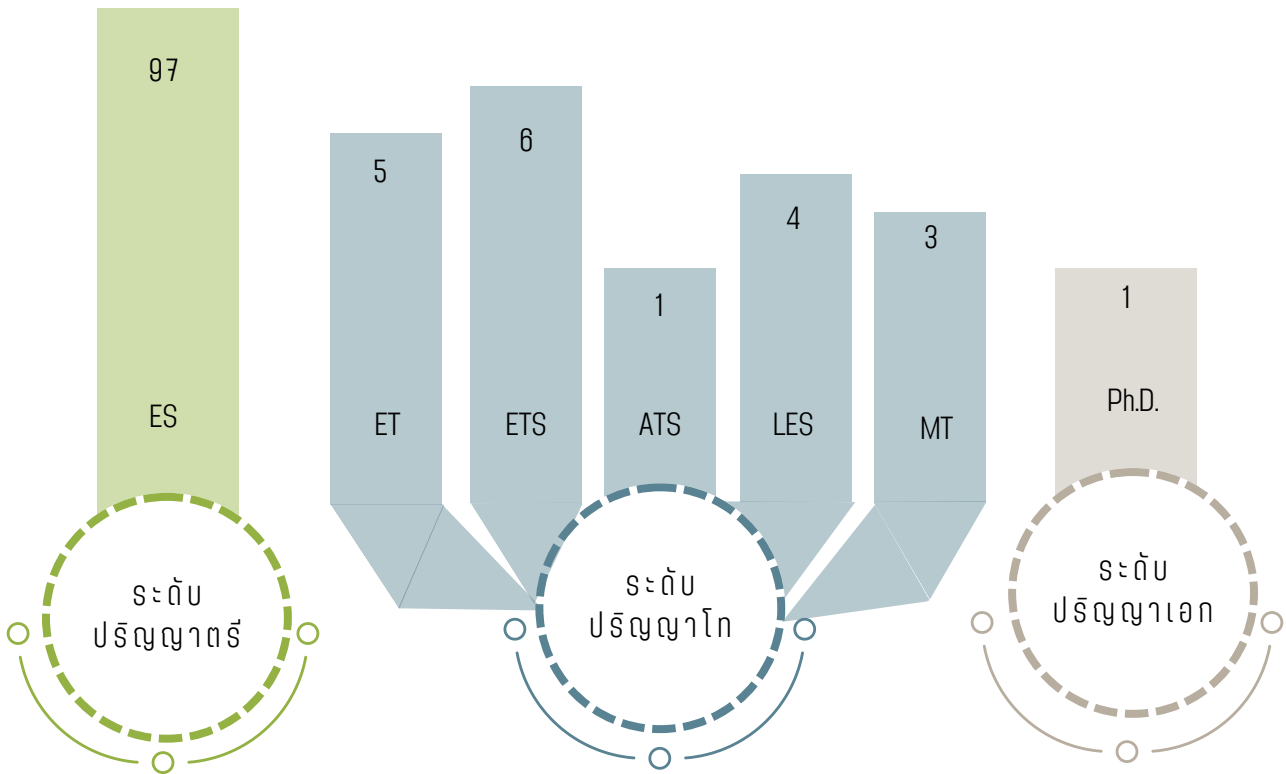 97
ES
ระดับ
ปริญญาตรี
5
ET
6
ETS
1
ATS
4
LES
3
MT
ระดับ
ปริญญาโท
1
Ph.D.
ระดับ
ปริญญาเอก